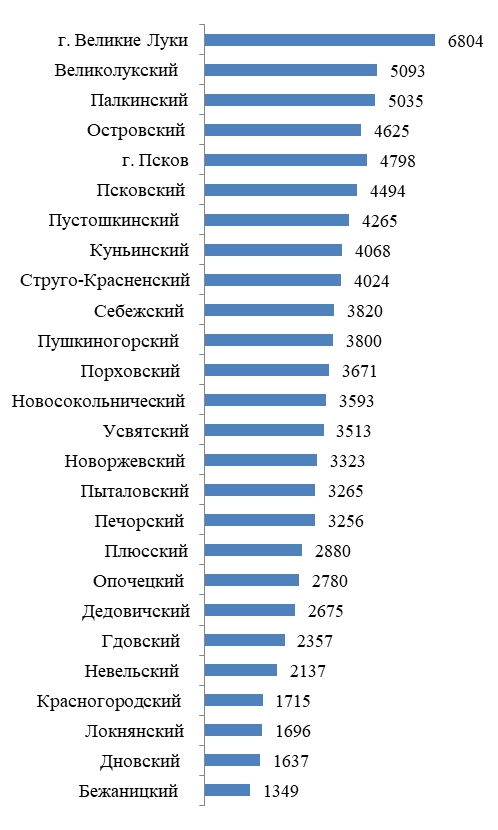 г. Великие Луки 6804
Великолукский 5093
Палкинский 5035
Островский 4625
г. Псков 4798
Псковский 4494
Пустошкинский 4265
Куньинский 4068
Струго-Красненский 4024
Себежский 3820
Пушкиногорский 3800
Порховский 3671
Новосокольнический 3593
Усвятский 3513
Новоржевский 3323
Пыталовский 3265
Печорский 3256
Плюсский 2880
Опочецкий 2780
Дедовичский 2675
Гдовский 2357
Невельский 2137
Красногородский 1715
Локнянский 1696
Дновский 1637
Бежаницкий 1349